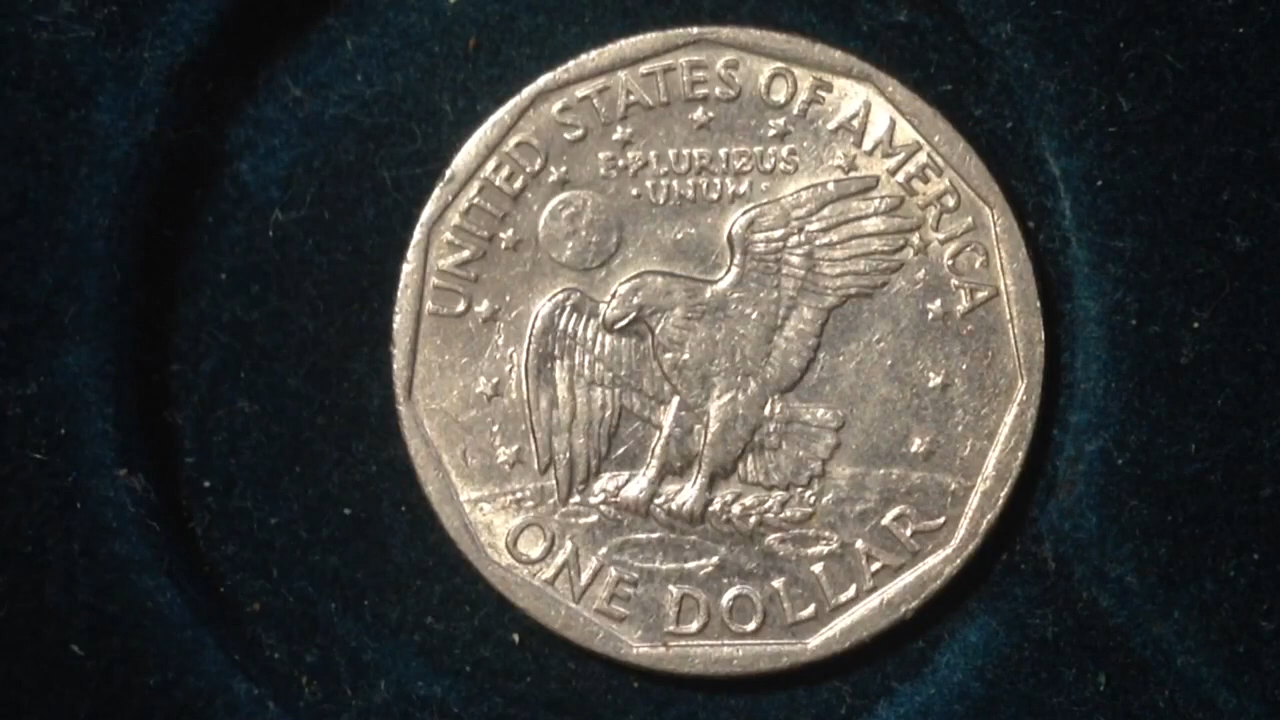 UNITED STATES OF AMERICA
E·PLURIBUS
·UNUM·
ONE DOLLAR